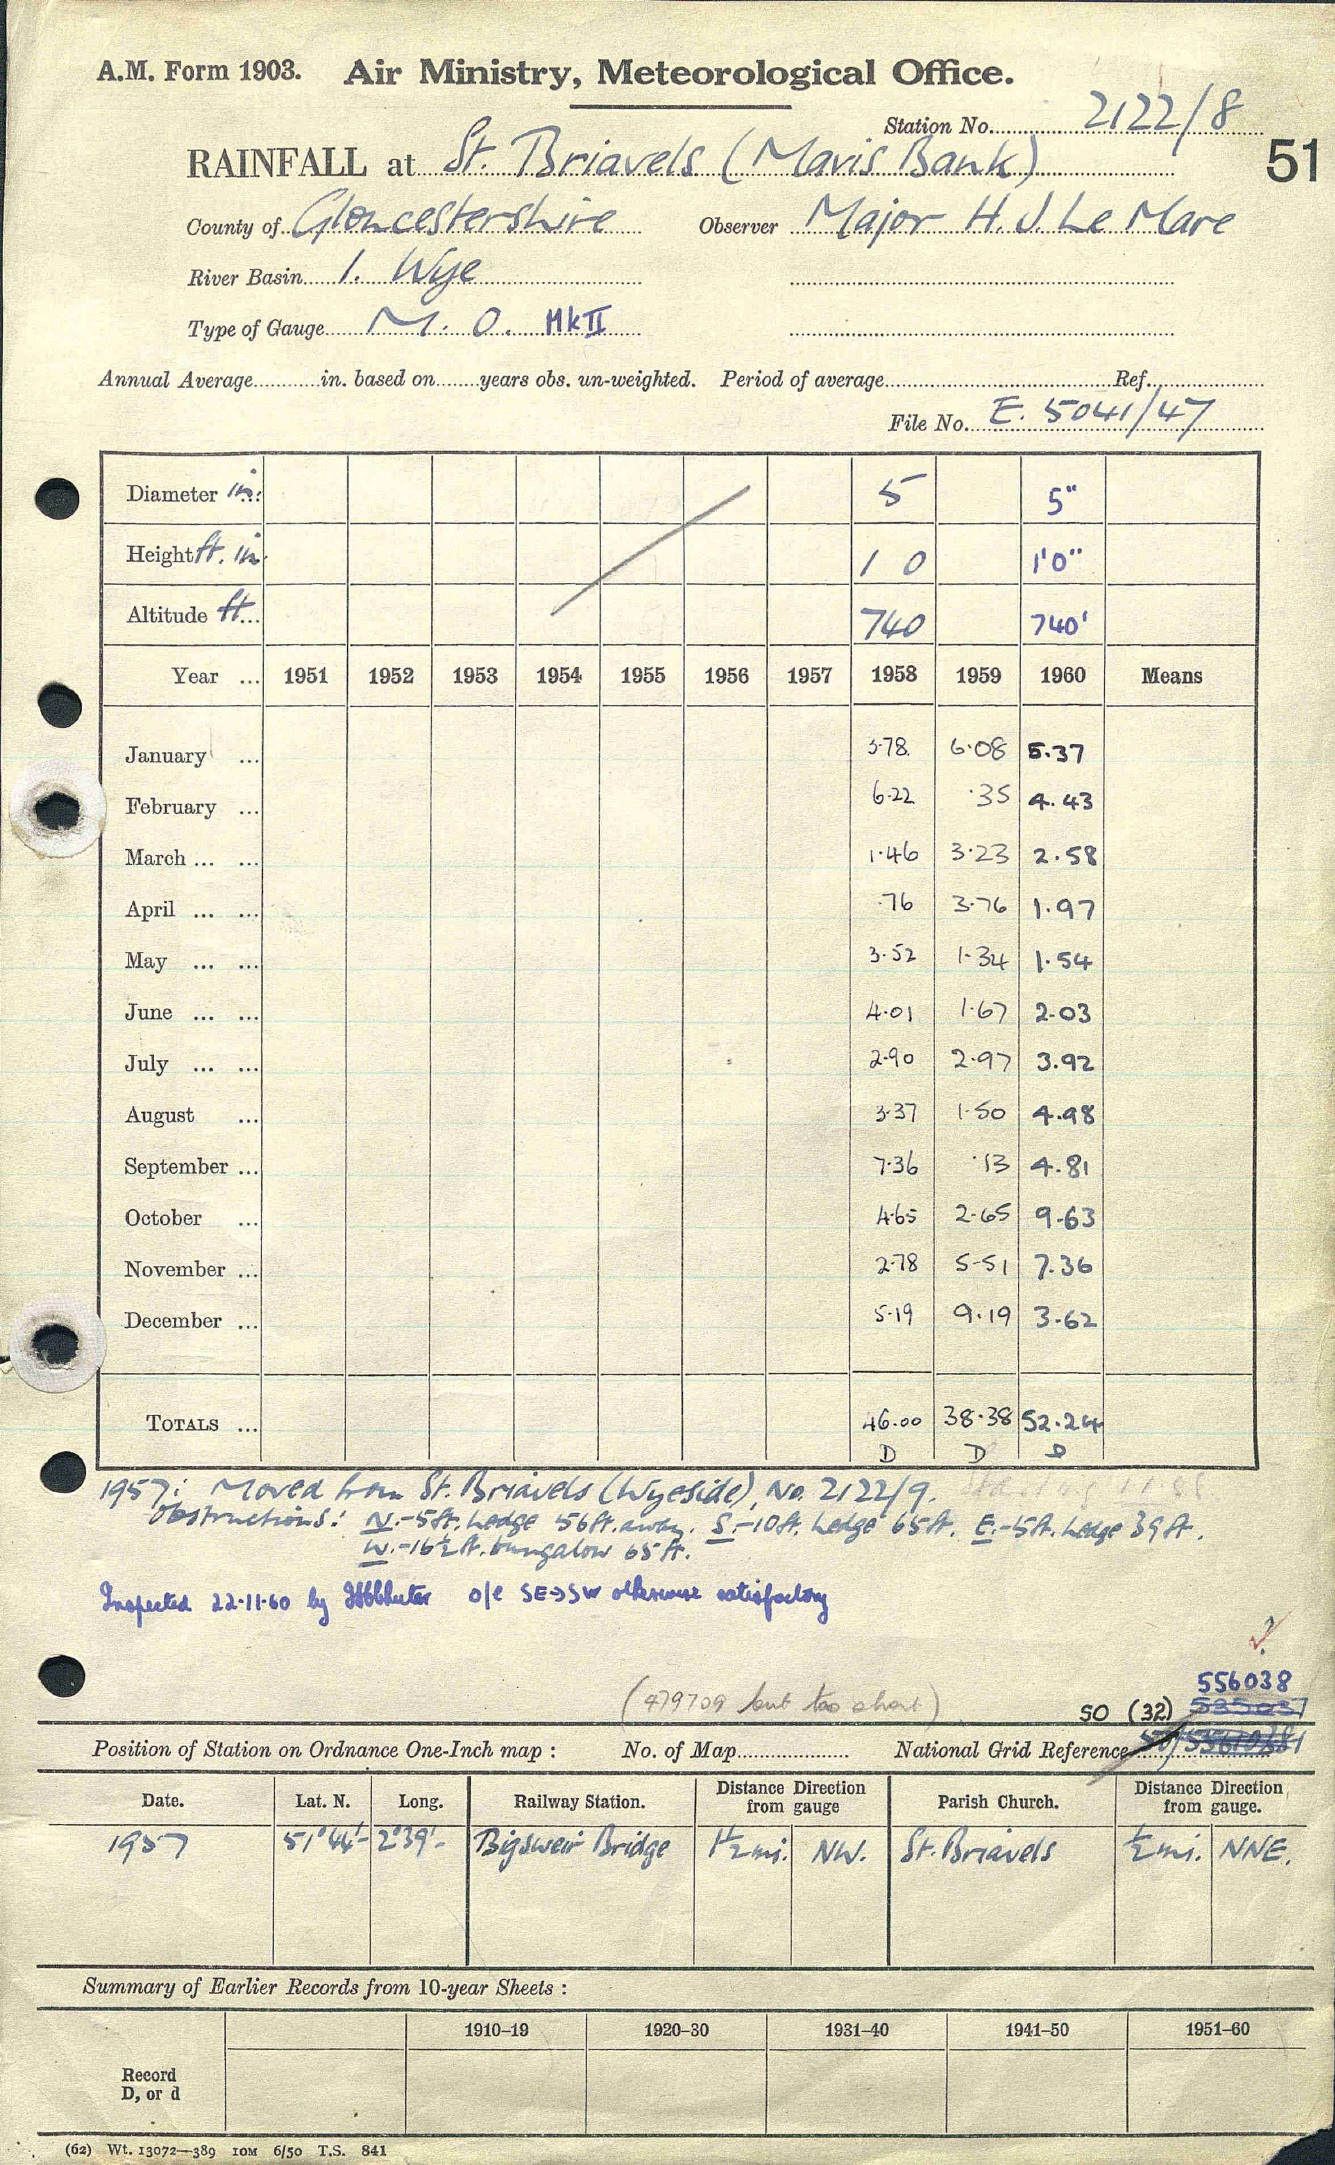 A.M. Form 1903. Air Ministry, Meteorological Office.
Station No. 2122/8
RAINFALL at St. Briavels (Mavis Bank) 51
County of Gloucestershire Observer Major H. J. Le Mare
River Basin 1. Wye
Type of Gauge M. O. Mk II
Annual Average in. based on years obs. un-weighted. Period of average Ref.
File No. E. 5041/47
Diameter in. 5 5"
Height ft. in. 1 0 1'0"
Altitude ft. 740 740'
Year ... 1951 1952 1953 1954 1955 1956 1957 1958 1959 1960 Means
January ... 3.78 6.08 5.37
February ... 6.22 .35 4.43
March ... ... 1.46 3.23 2.58
April ... ... .76 3.76 1.97
May ... ... 3.52 1.34 1.54
June ... ... 4.01 1.67 2.03
July ... ... 2.90 2.97 3.92
August ... 3.37 1.50 4.98
September ... 7.36 .13 4.81
October ... 4.65 2.65 9.63
November ... 2.78 5.51 7.36
December ... 5.19 9.19 3.62
TOTALS ... 46.00 38.38 52.24
D D D
1957: Moved from St. Briavels (Wyeside), No. 2122/9.
Obstructions: N.-5ft. hedge 56ft. away. S.-10ft. hedge 65ft. E.-5ft. hedge 39ft.
W.-16½ft. bungalow 65ft.
Inspected 22.11.60 by o/e SE→SW otherwise satisfactory
?
556038
(479709 but too short) SO (32) 535037
Position of Station on Ordnance One-Inch map : No. of Map National Grid Reference
Date. Lat. N. Long. Railway Station. Distance Direction from gauge Parish Church. Distance Direction from gauge.
1957 51°44'- 2°39'- Bigsweir Bridge 1½mi. NW. St. Briavels ½mi. NNE.
Summary of Earlier Records from 10-year Sheets :
1910–19 1920–30 1931–40 1941–50 1951–60
Record
D, or d
(62) Wt. 13072—389 10M 6/50 T.S. 841